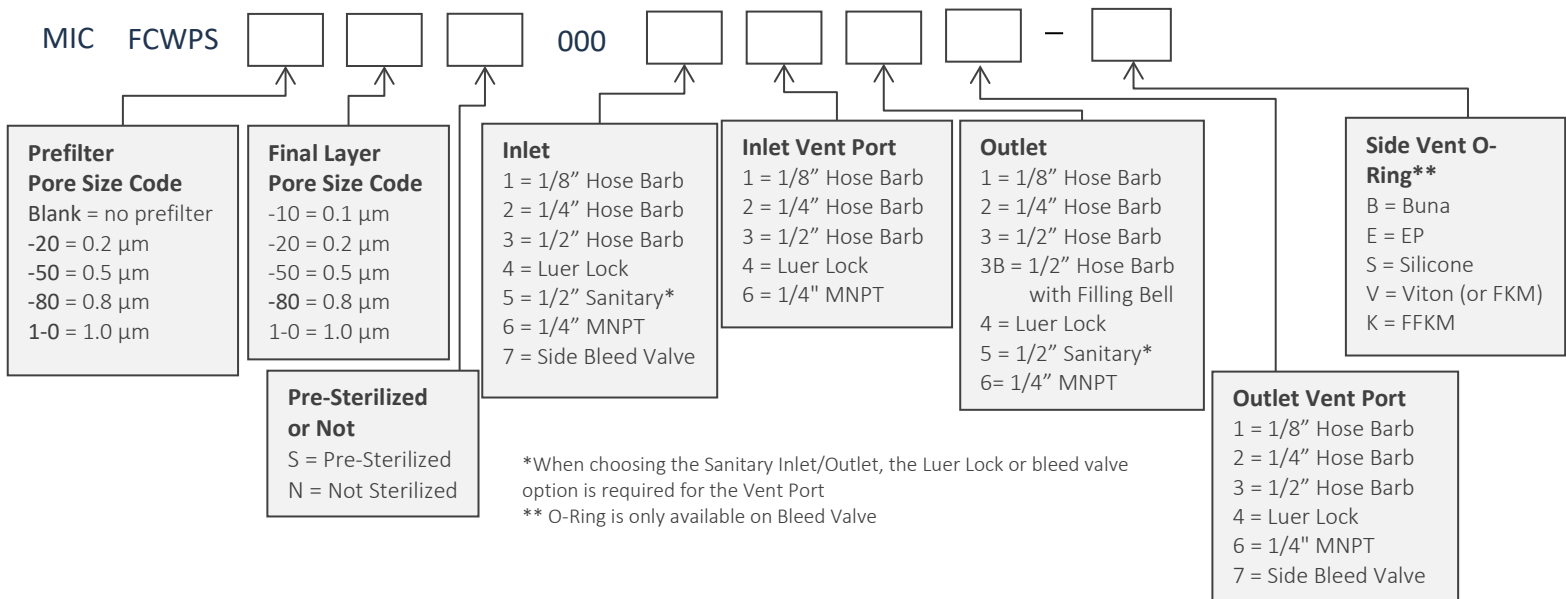 MIC FCWPS 000 –
Prefilter
Pore Size Code
Blank = no prefilter
-20 = 0.2 µm
-50 = 0.5 µm
-80 = 0.8 µm
1-0 = 1.0 µm
Final Layer
Pore Size Code
-10 = 0.1 µm
-20 = 0.2 µm
-50 = 0.5 µm
-80 = 0.8 µm
1-0 = 1.0 µm
Pre-Sterilized
or Not
S = Pre-Sterilized
N = Not Sterilized
Inlet
1 = 1/8” Hose Barb
2 = 1/4” Hose Barb
3 = 1/2” Hose Barb
4 = Luer Lock
5 = 1/2” Sanitary*
6 = 1/4” MNPT
7 = Side Bleed Valve
Inlet Vent Port
1 = 1/8” Hose Barb
2 = 1/4” Hose Barb
3 = 1/2” Hose Barb
4 = Luer Lock
6 = 1/4" MNPT
Outlet
1 = 1/8” Hose Barb
2 = 1/4” Hose Barb
3 = 1/2” Hose Barb
3B = 1/2” Hose Barb
with Filling Bell
4 = Luer Lock
5 = 1/2” Sanitary*
6= 1/4” MNPT
Outlet Vent Port
1 = 1/8” Hose Barb
2 = 1/4” Hose Barb
3 = 1/2” Hose Barb
4 = Luer Lock
6 = 1/4" MNPT
7 = Side Bleed Valve
Side Vent O-
Ring**
B = Buna
E = EP
S = Silicone
V = Viton (or FKM)
K = FFKM
*When choosing the Sanitary Inlet/Outlet, the Luer Lock or bleed valve
option is required for the Vent Port
** O-Ring is only available on Bleed Valve